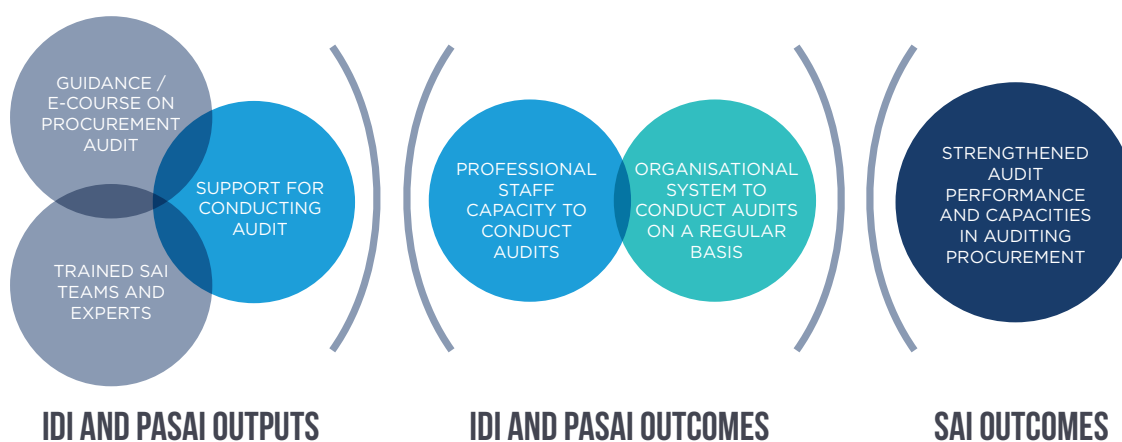 GUIDANCE /
E-COURSE ON
PROCUREMENT
AUDIT
SUPPORT FOR
CONDUCTING
AUDIT
TRAINED SAI
TEAMS AND
EXPERTS
IDI AND PASAI OUTPUTS
PROFESSIONAL
STAFF
CAPACITY TO
CONDUCT
AUDITS
ORGANISATIONAL
SYSTEM TO
CONDUCT AUDITS
ON A REGULAR
BASIS
IDI AND PASAI OUTCOMES
STRENGTHENED
AUDIT
PERFORMANCE
AND CAPACITIES
IN AUDITING
PROCUREMENT
SAI OUTCOMES